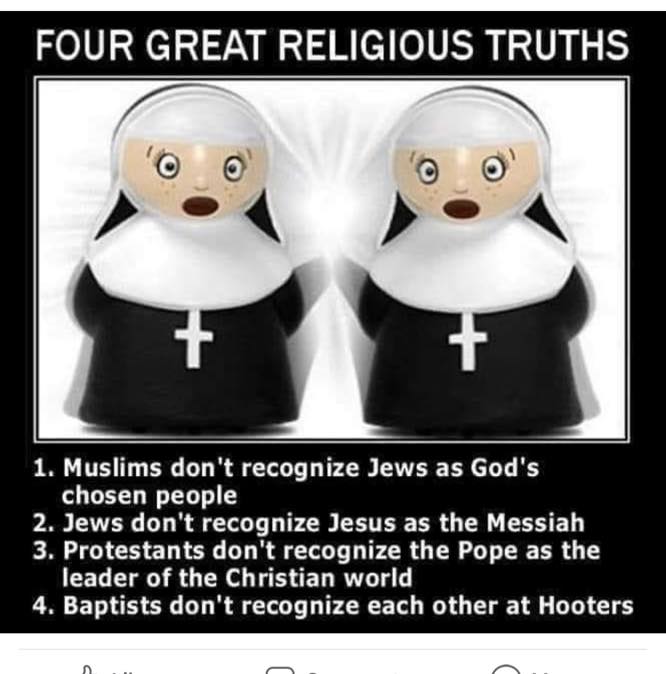 FOUR GREAT RELIGIOUS TRUTHS
1. Muslims don't recognize Jews as God's
chosen people
2. Jews don't recognize Jesus as the Messiah
3. Protestants don't recognize the Pope as the
leader of the Christian world
4. Baptists don't recognize each other at Hooters